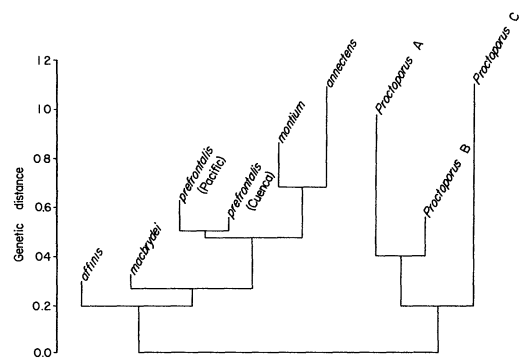 Genetic distance
1.2
1.0
0.8
0.6
0.4
0.2
0.0
affinis
macbrydei
prefrontalis
(Pacific)
prefrontalis
(Cuenca)
montium
annectens
Proctoporus A
Proctoporus B
Proctoporus C